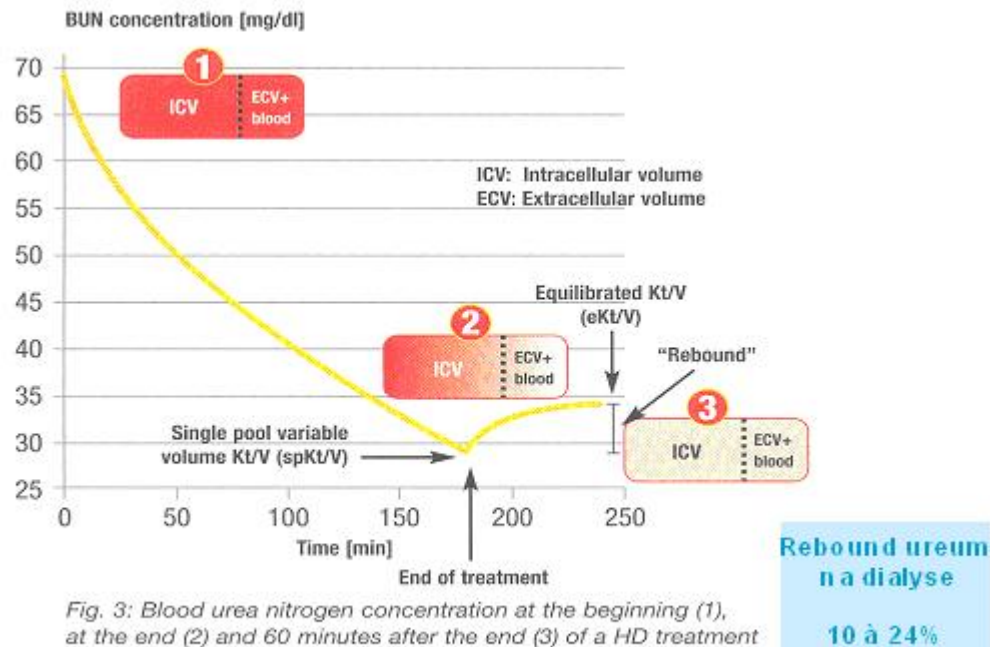 BUN concentration [mg/dl]
70
65
60
55
50
45
40
35
30
25
0
50
100
150
200
250
Time [min]
1
ICV
ECV+
blood
ICV: Intracellular volume
ECV: Extracellular volume
2
ICV
ECV+
blood
Equilibrated Kt/V
(eKt/V)
"Rebound"
3
ICV
ECV+
blood
Single pool variable
volume Kt/V (spKt/V)
End of treatment
Fig. 3: Blood urea nitrogen concentration at the beginning (1),
at the end (2) and 60 minutes after the end (3) of a HD treatment
Rebound ureum
na dialyse
10 à 24%